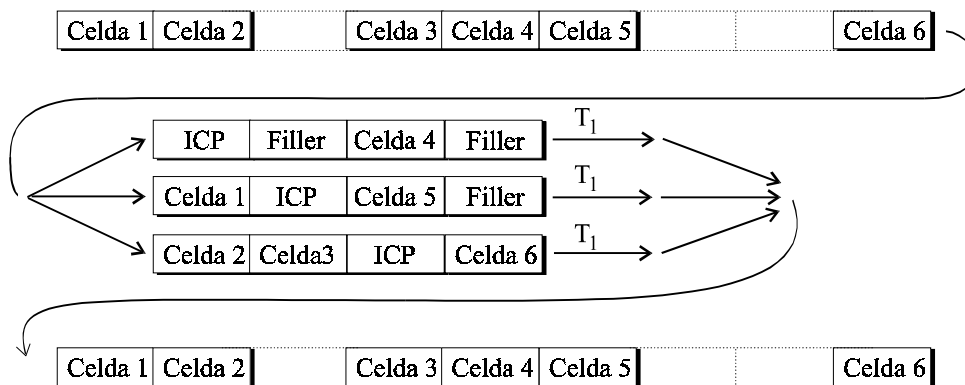 Celda 1 Celda 2 Celda 3 Celda 4 Celda 5 Celda 6
ICP Filler Celda 4 Filler T1
Celda 1 ICP Celda 5 Filler T1
Celda 2 Celda3 ICP Celda 6 T1
Celda 1 Celda 2 Celda 3 Celda 4 Celda 5 Celda 6